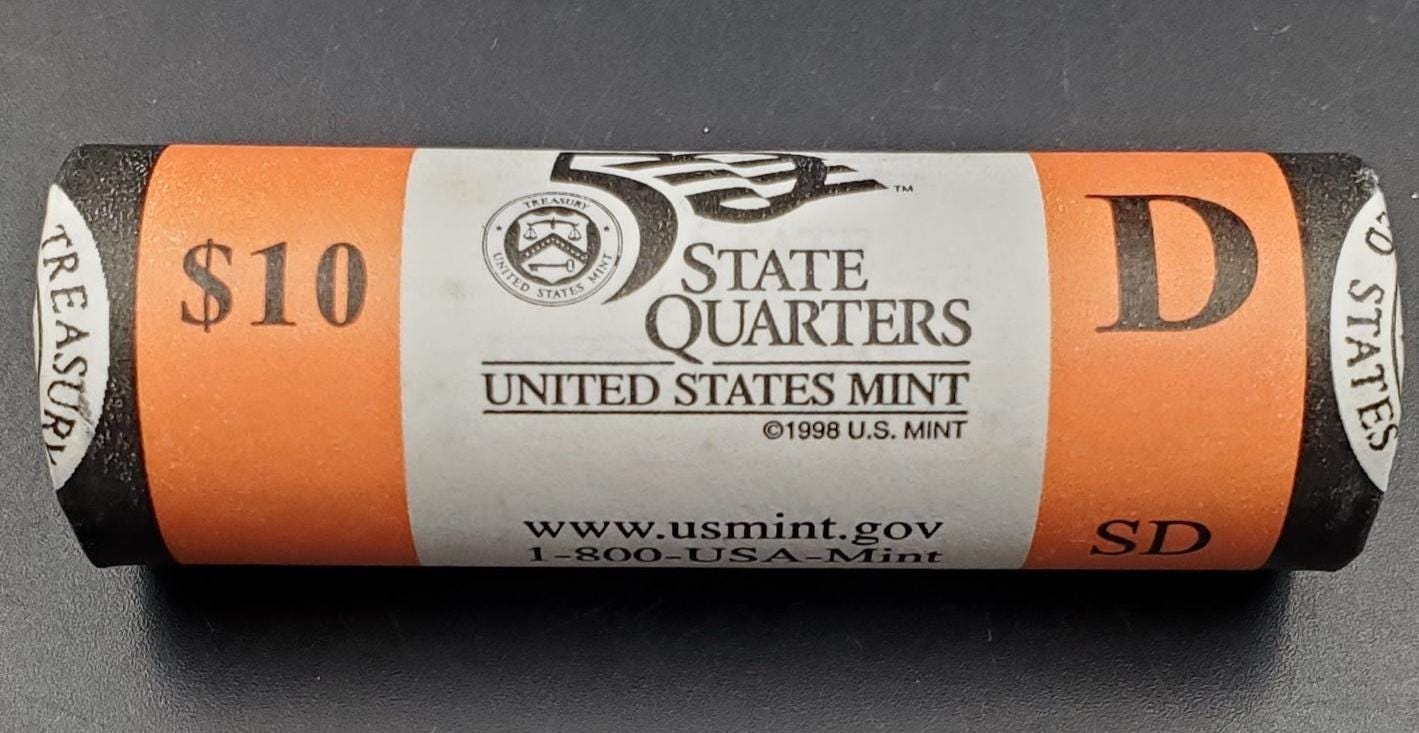 TREASURY
$10
50
TM
TREASURY
UNITED STATES MINT
STATE
QUARTERS
UNITED STATES MINT
©1998 U.S. MINT
www.usmint.gov
1-800-USA-Mint
D
SD
STATES